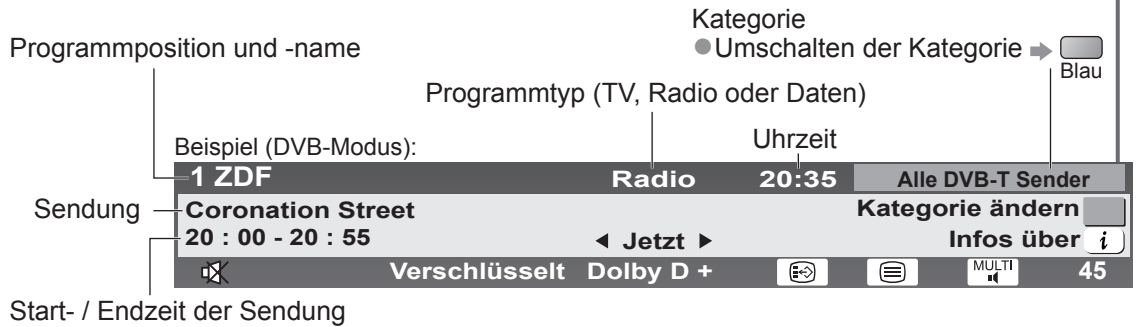 Kategorie
Programmposition und -name
●Umschalten der Kategorie
Blau
Programmtyp (TV, Radio oder Daten)
Uhrzeit
Beispiel (DVB-Modus):
1 ZDF Radio 20:35 Alle DVB-T Sender
Sendung Coronation Street Kategorie ändern
20 : 00 - 20 : 55 ◄ Jetzt ► Infos über i
Verschlüsselt Dolby D + MULTI 45
Start- / Endzeit der Sendung